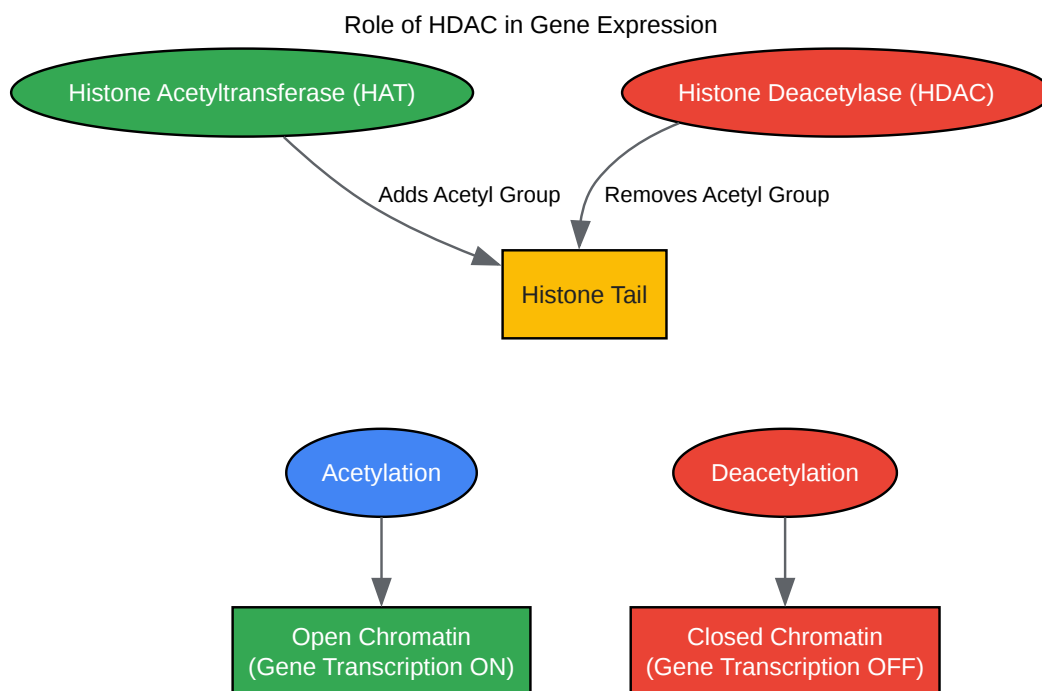 Role of HDAC in Gene Expression
Histone Acetyltransferase (HAT)
Histone Deacetylase (HDAC)
Adds Acetyl Group
Removes Acetyl Group
Histone Tail
Acetylation
Deacetylation
Open Chromatin
(Gene Transcription ON)
Closed Chromatin
(Gene Transcription OFF)